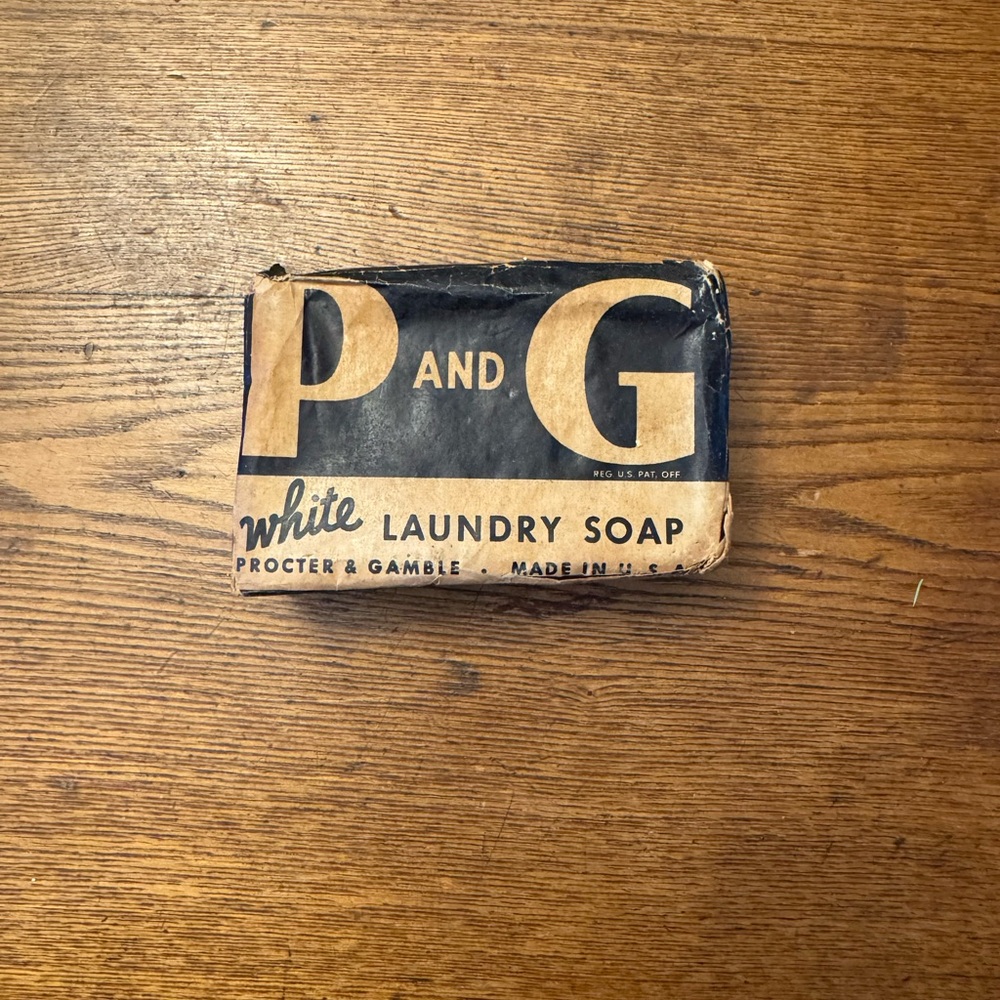 P AND G
REG. U.S. PAT. OFF
white LAUNDRY SOAP
PROCTER & GAMBLE • MADE IN U.S.A.